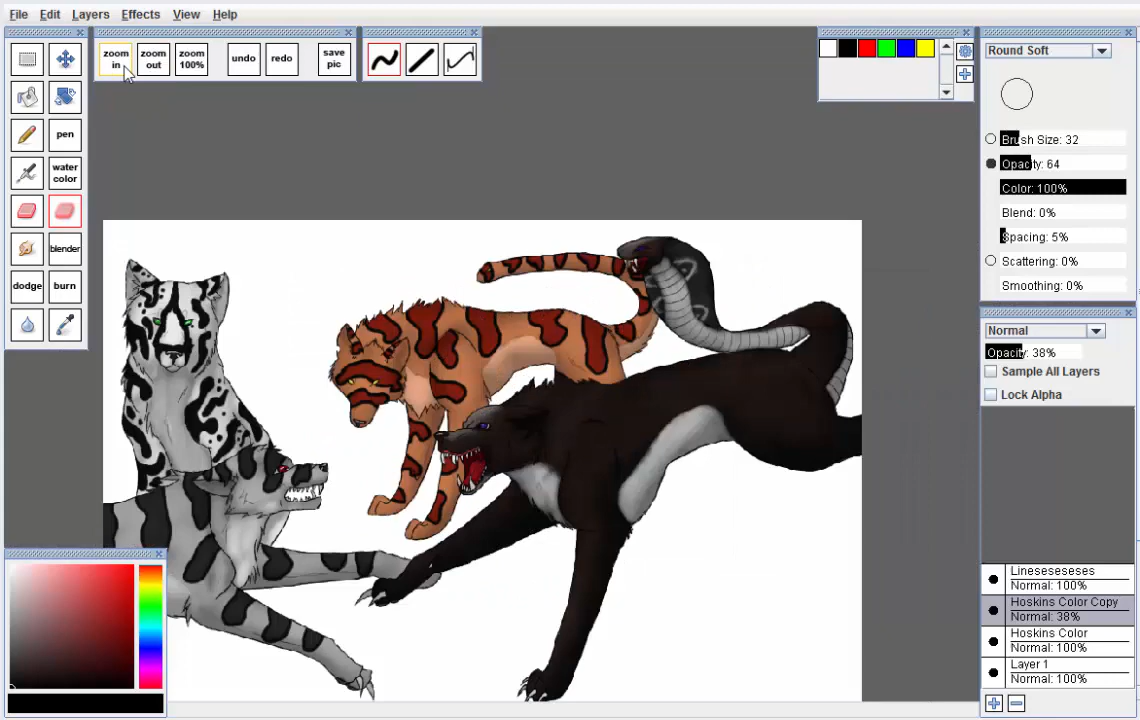 File Edit Layers Effects View Help
zoom in
zoom out
zoom 100%
undo
redo
save pic
pen
water color
blender
dodge
burn
Round Soft
Brush Size: 32
Opacity: 64
Color: 100%
Blend: 0%
Spacing: 5%
Scattering: 0%
Smoothing: 0%
Normal
Opacity: 38%
Sample All Layers
Lock Alpha
Lineseseseses
Normal: 100%
Hoskins Color Copy
Normal: 38%
Hoskins Color
Normal: 100%
Layer 1
Normal: 100%